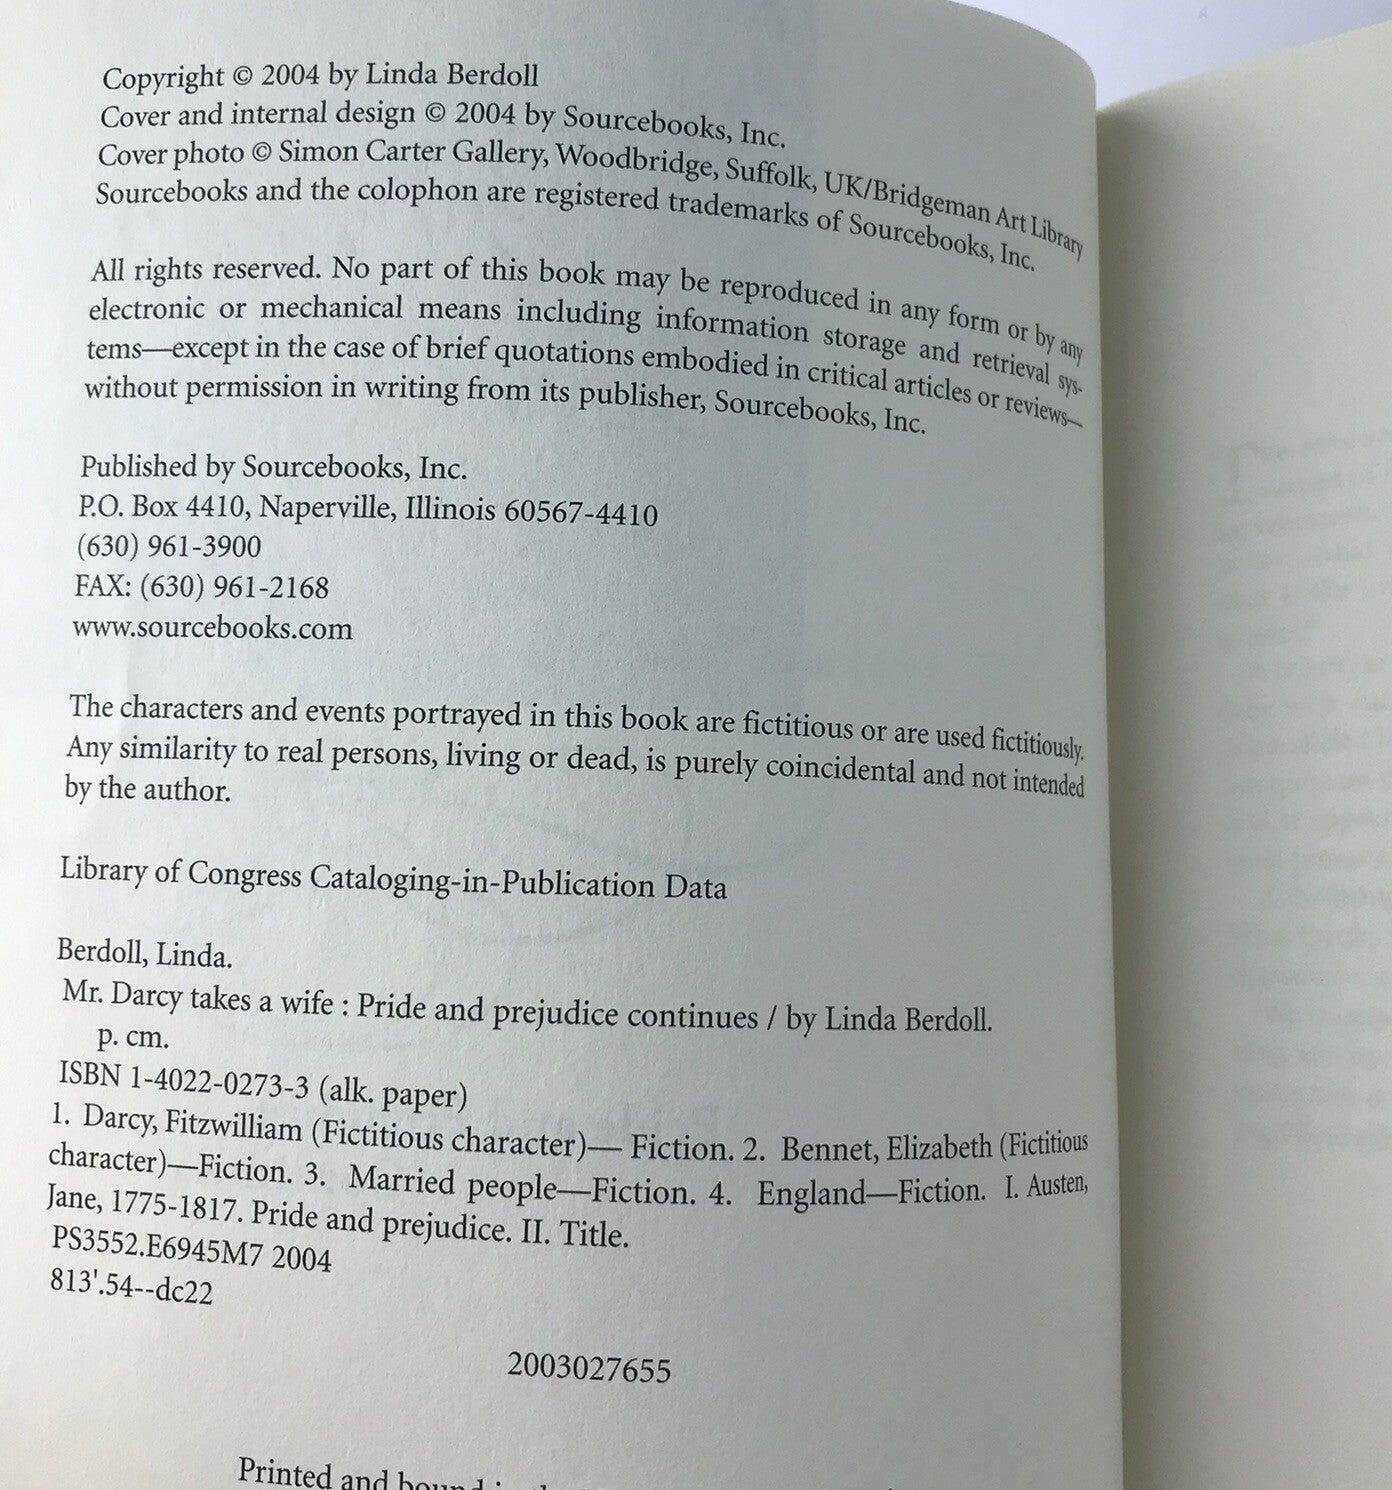 Copyright © 2004 by Linda Berdoll
Cover and internal design © 2004 by Sourcebooks, Inc.
Cover photo © Simon Carter Gallery, Woodbridge, Suffolk, UK/Bridgeman Art Library
Sourcebooks and the colophon are registered trademarks of Sourcebooks, Inc.
All rights reserved. No part of this book may be reproduced in any form or by any
electronic or mechanical means including information storage and retrieval sys-
tems—except in the case of brief quotations embodied in critical articles or reviews—
without permission in writing from its publisher, Sourcebooks, Inc.
Published by Sourcebooks, Inc.
P.O. Box 4410, Naperville, Illinois 60567-4410
(630) 961-3900
FAX: (630) 961-2168
www.sourcebooks.com
The characters and events portrayed in this book are fictitious or are used fictitiously.
Any similarity to real persons, living or dead, is purely coincidental and not intended
by the author.
Library of Congress Cataloging-in-Publication Data
Berdoll, Linda.
Mr. Darcy takes a wife : Pride and prejudice continues / by Linda Berdoll.
p. cm.
ISBN 1-4022-0273-3 (alk. paper)
1. Darcy, Fitzwilliam (Fictitious character)— Fiction. 2. Bennet, Elizabeth (Fictitious
character)—Fiction. 3. Married people—Fiction. 4. England—Fiction. I. Austen,
Jane, 1775-1817. Pride and prejudice. II. Title.
PS3552.E6945M7 2004
813'.54--dc22
2003027655
Printed and bound in the